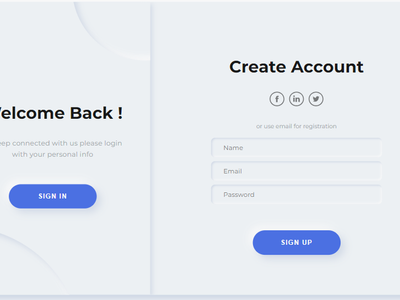 elcome Back !
eep connected with us please login
with your personal info
SIGN IN
Create Account
f in
or use email for registration
Name
Email
Password
SIGN UP